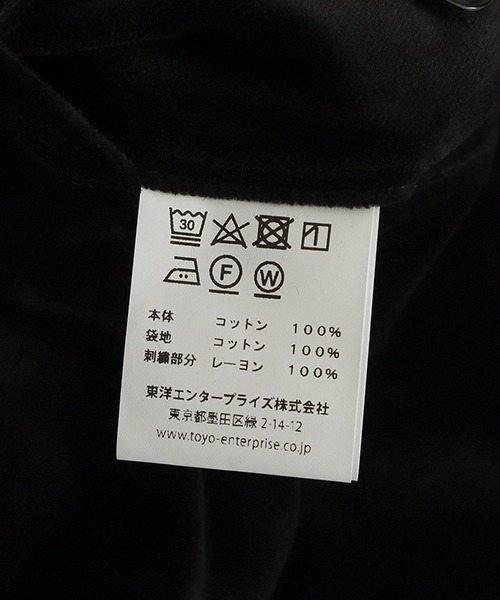 30
F W
本体 コットン 100%
袋地 コットン 100%
刺繍部分 レーヨン 100%
東洋エンタープライズ株式会社
東京都墨田区緑 2-14-12
www.toyo-enterprise.co.jp